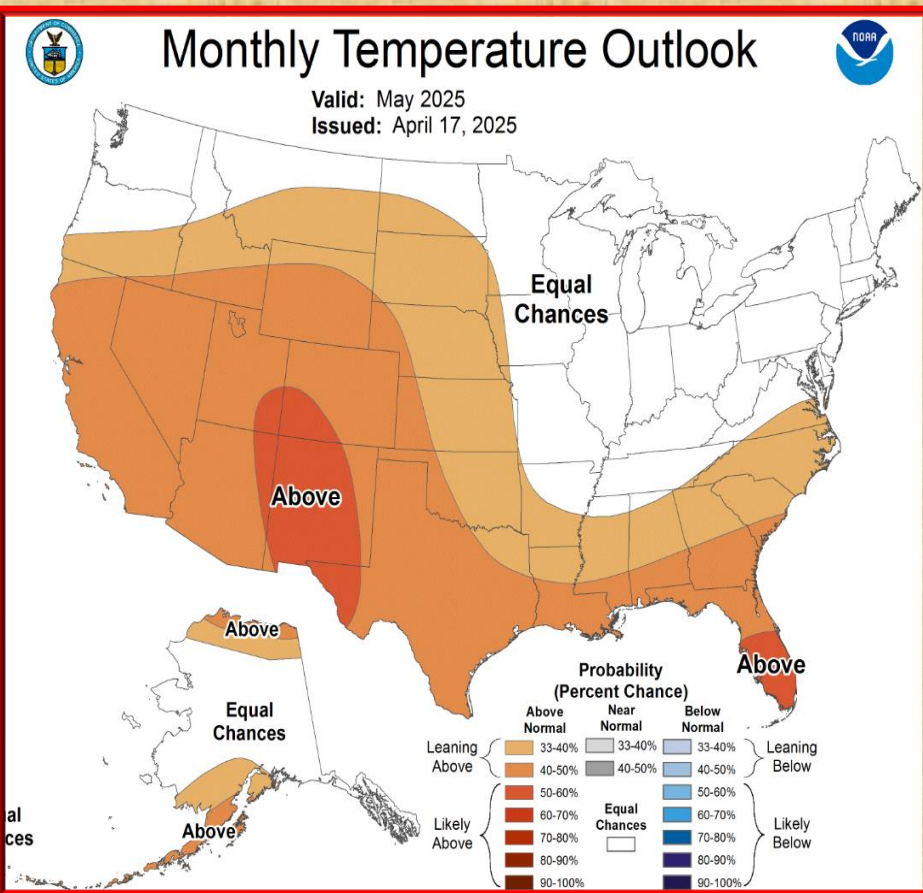 Monthly Temperature Outlook
NOAA
Valid: May 2025
Issued: April 17, 2025
Equal
Chances
Above
Above
Above
Equal
Chances
Above
al
ces
Probability
(Percent Chance)
Above Normal
Near Normal
Below Normal
Leaning Above
33-40%
33-40%
33-40%
Leaning Below
40-50%
40-50%
40-50%
Likely Above
50-60%
50-60%
60-70%
Equal Chances
60-70%
70-80%
70-80%
Likely Below
80-90%
80-90%
90-100%
90-100%